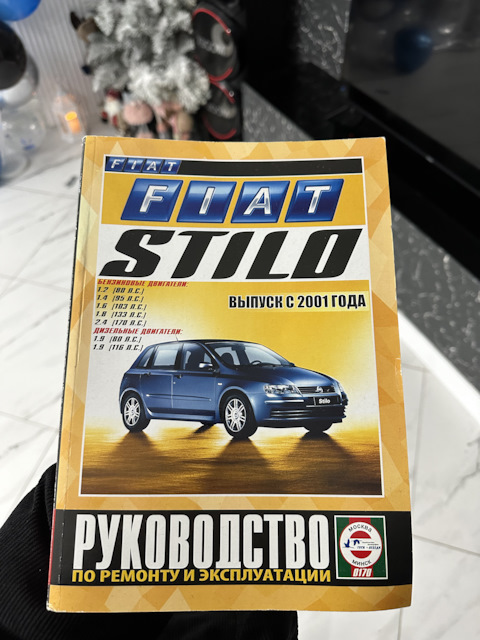 FIAT
FIAT
STILO
БЕНЗИНОВЫЕ ДВИГАТЕЛИ:
1.2 (80 Л.С.)
1.4 (95 Л.С.)
1.6 (103 Л.С.)
1.8 (133 Л.С.)
2.4 (170 Л.С.)
ДИЗЕЛЬНЫЕ ДВИГАТЕЛИ:
1.9 (80 Л.С.)
1.9 (116 Л.С.)
ВЫПУСК С 2001 ГОДА
Stilo
РУКОВОДСТВО
ПО РЕМОНТУ И ЭКСПЛУАТАЦИИ
МОСКВА
МИНСК
0170